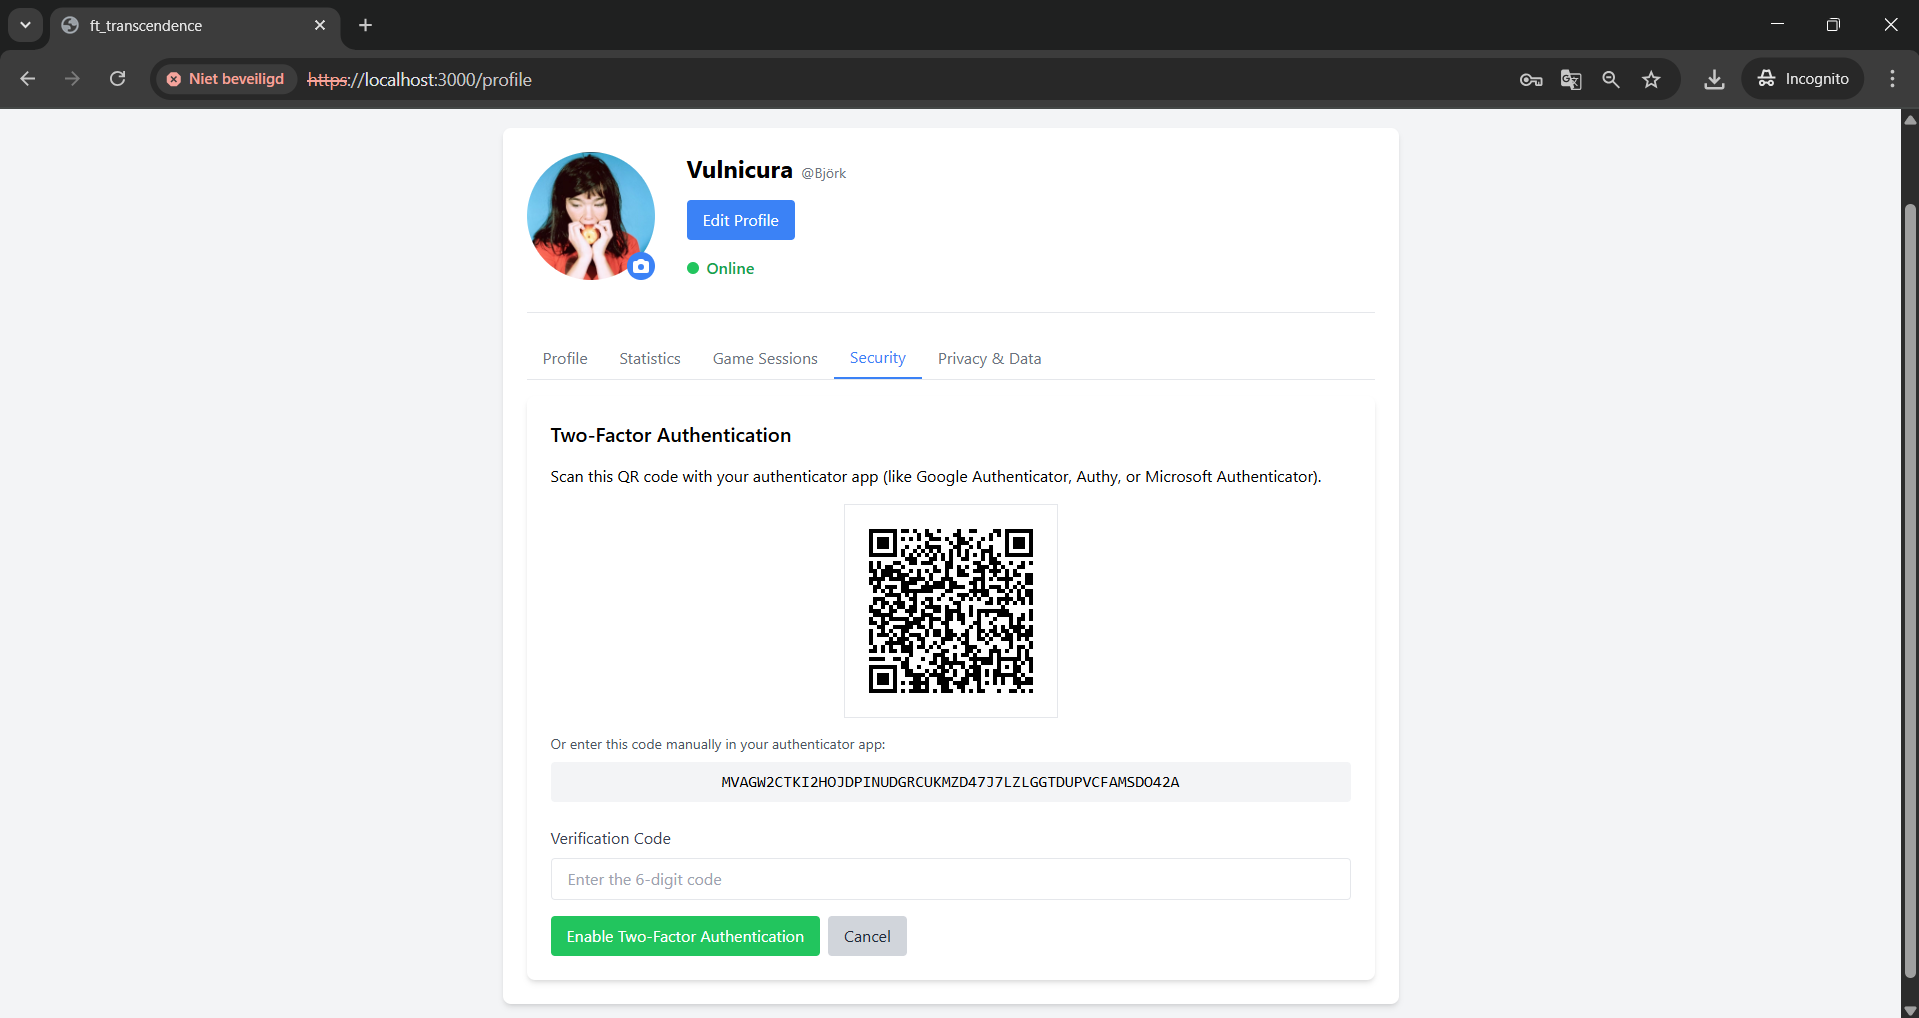 ft_transcendence
Niet beveiligd https://localhost:3000/profile
Incognito
Vulnicura @Björk
Edit Profile
Online
Profile Statistics Game Sessions Security Privacy & Data
Two-Factor Authentication
Scan this QR code with your authenticator app (like Google Authenticator, Authy, or Microsoft Authenticator).
Or enter this code manually in your authenticator app:
MVAGW2CTKI2HOJDPINUDGRCUKMZD47J7LZLGGTDUPVCFAMSDO42A
Verification Code
Enter the 6-digit code
Enable Two-Factor Authentication Cancel